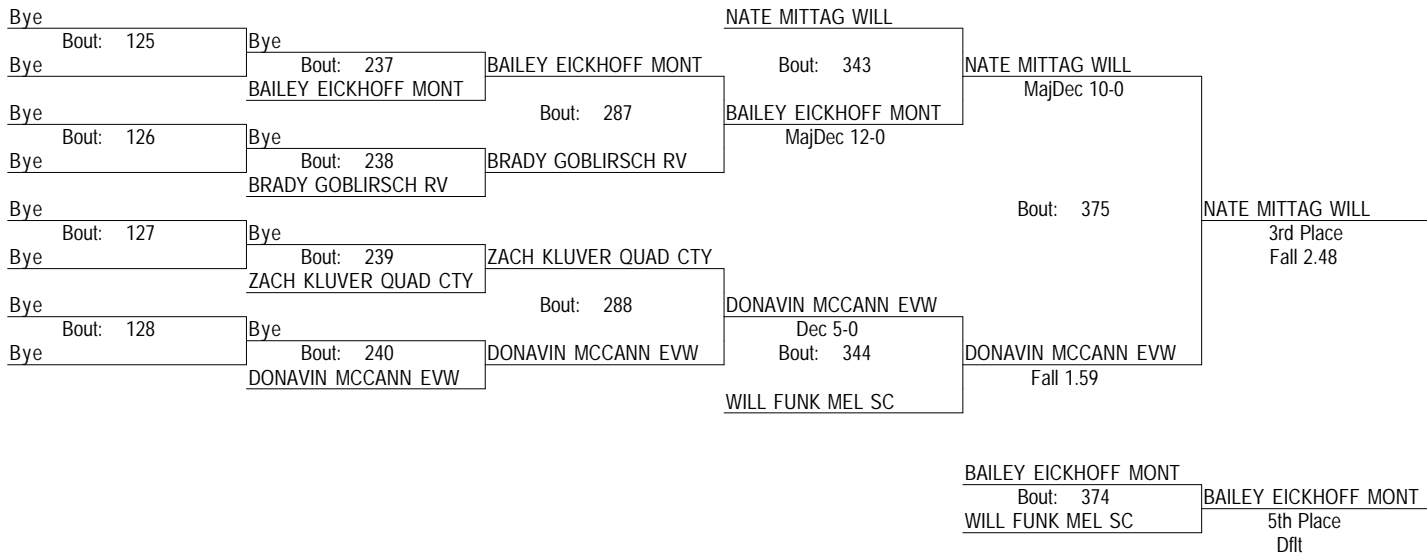 Bye
Bout: 125
Bye
Bye
Bout: 126
Bye
Bye
Bout: 127
Bye
Bye
Bout: 128
Bye
Bye
Bout: 237
BAILEY EICKHOFF MONT
Bye
Bout: 238
BRADY GOBLIRSCH RV
Bye
Bout: 239
ZACH KLUVER QUAD CTY
Bye
Bout: 240
DONAVIN MCCANN EVW
BAILEY EICKHOFF MONT
Bout: 287
BRADY GOBLIRSCH RV
ZACH KLUVER QUAD CTY
Bout: 288
DONAVIN MCCANN EVW
NATE MITTAG WILL
Bout: 343
BAILEY EICKHOFF MONT
MajDec 12-0
DONAVIN MCCANN EVW
Dec 5-0
Bout: 344
WILL FUNK MEL SC
NATE MITTAG WILL
MajDec 10-0
Bout: 375
DONAVIN MCCANN EVW
Fall 1.59
NATE MITTAG WILL
3rd Place
Fall 2.48
BAILEY EICKHOFF MONT
Bout: 374
WILL FUNK MEL SC
BAILEY EICKHOFF MONT
5th Place
Dflt